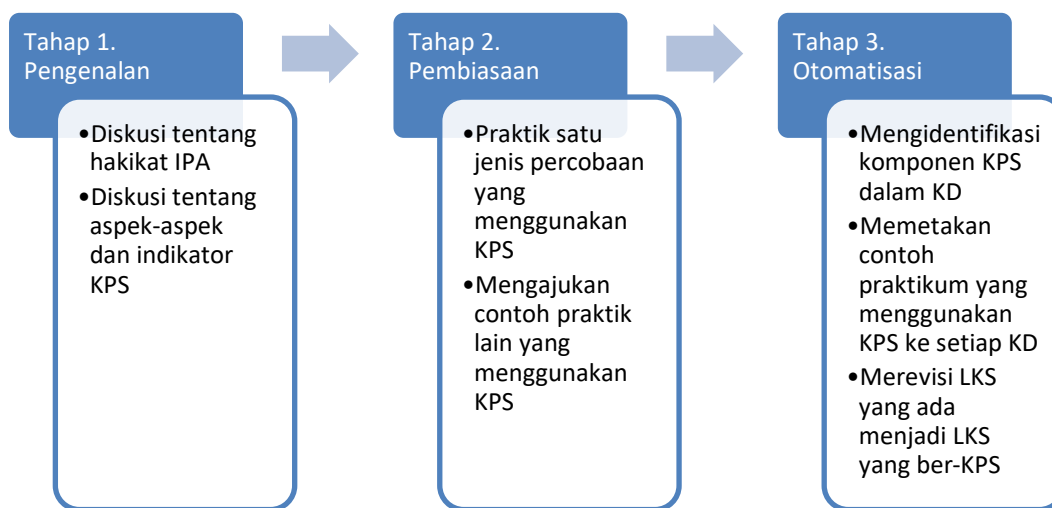 Tahap 1.
Pengenalan
•Diskusi tentang
hakikat IPA
•Diskusi tentang
aspek-aspek
dan indikator
KPS
Tahap 2.
Pembiasaan
•Praktik satu
jenis percobaan
yang
menggunakan
KPS
•Mengajukan
contoh praktik
lain yang
menggunakan
KPS
Tahap 3.
Otomatisasi
•Mengidentifikasi
komponen KPS
dalam KD
•Memetakan
contoh
praktikum yang
menggunakan
KPS ke setiap KD
•Merevisi LKS
yang ada
menjadi LKS
yang ber-KPS